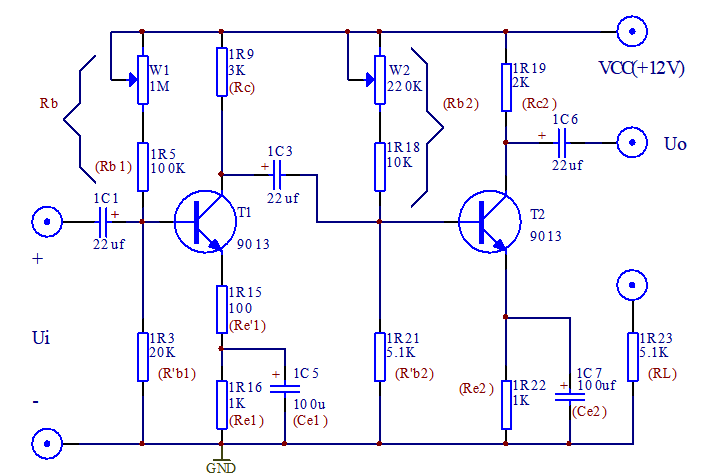 VCC(+12V)
W1
1M
1R9
3K
(Rc)
W2
220K
1R19
2K
(Rc2)
Rb
(Rb2)
1C6
22uf
Uo
(Rb1)
1R5
100K
1C3
22uf
1R18
10K
1C1
22uf
T1
9013
T2
9013
+
+
+
+
Ui
-
1R15
100
(Re'1)
1R3
20K
(R'b1)
1R21
5.1K
(R'b2)
1R23
5.1K
(RL)
1R16
1K
(Re1)
+
1C5
100u
(Ce1)
(Re2)
1R22
1K
+
1C7
100uf
(Ce2)
GND